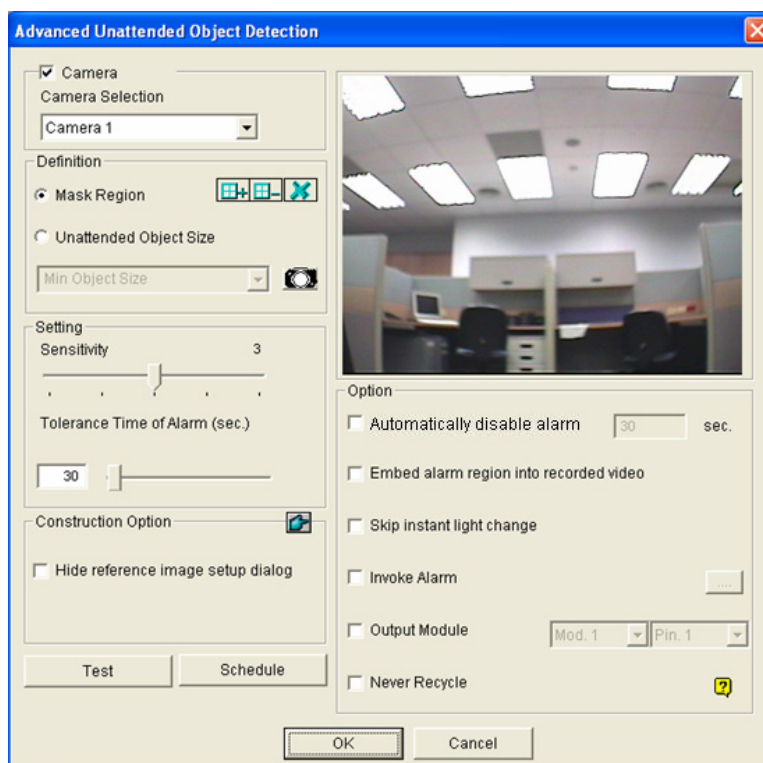 Advanced Unattended Object Detection
Camera
Camera Selection
Camera 1
Definition
Mask Region
Unattended Object Size
Min Object Size
Setting
Sensitivity 3
Tolerance Time of Alarm (sec.)
30
Construction Option
Hide reference image setup dialog
Test Schedule
Option
Automatically disable alarm 30 sec.
Embed alarm region into recorded video
Skip instant light change
Invoke Alarm ....
Output Module Mod. 1 Pin. 1
Never Recycle ?
OK Cancel